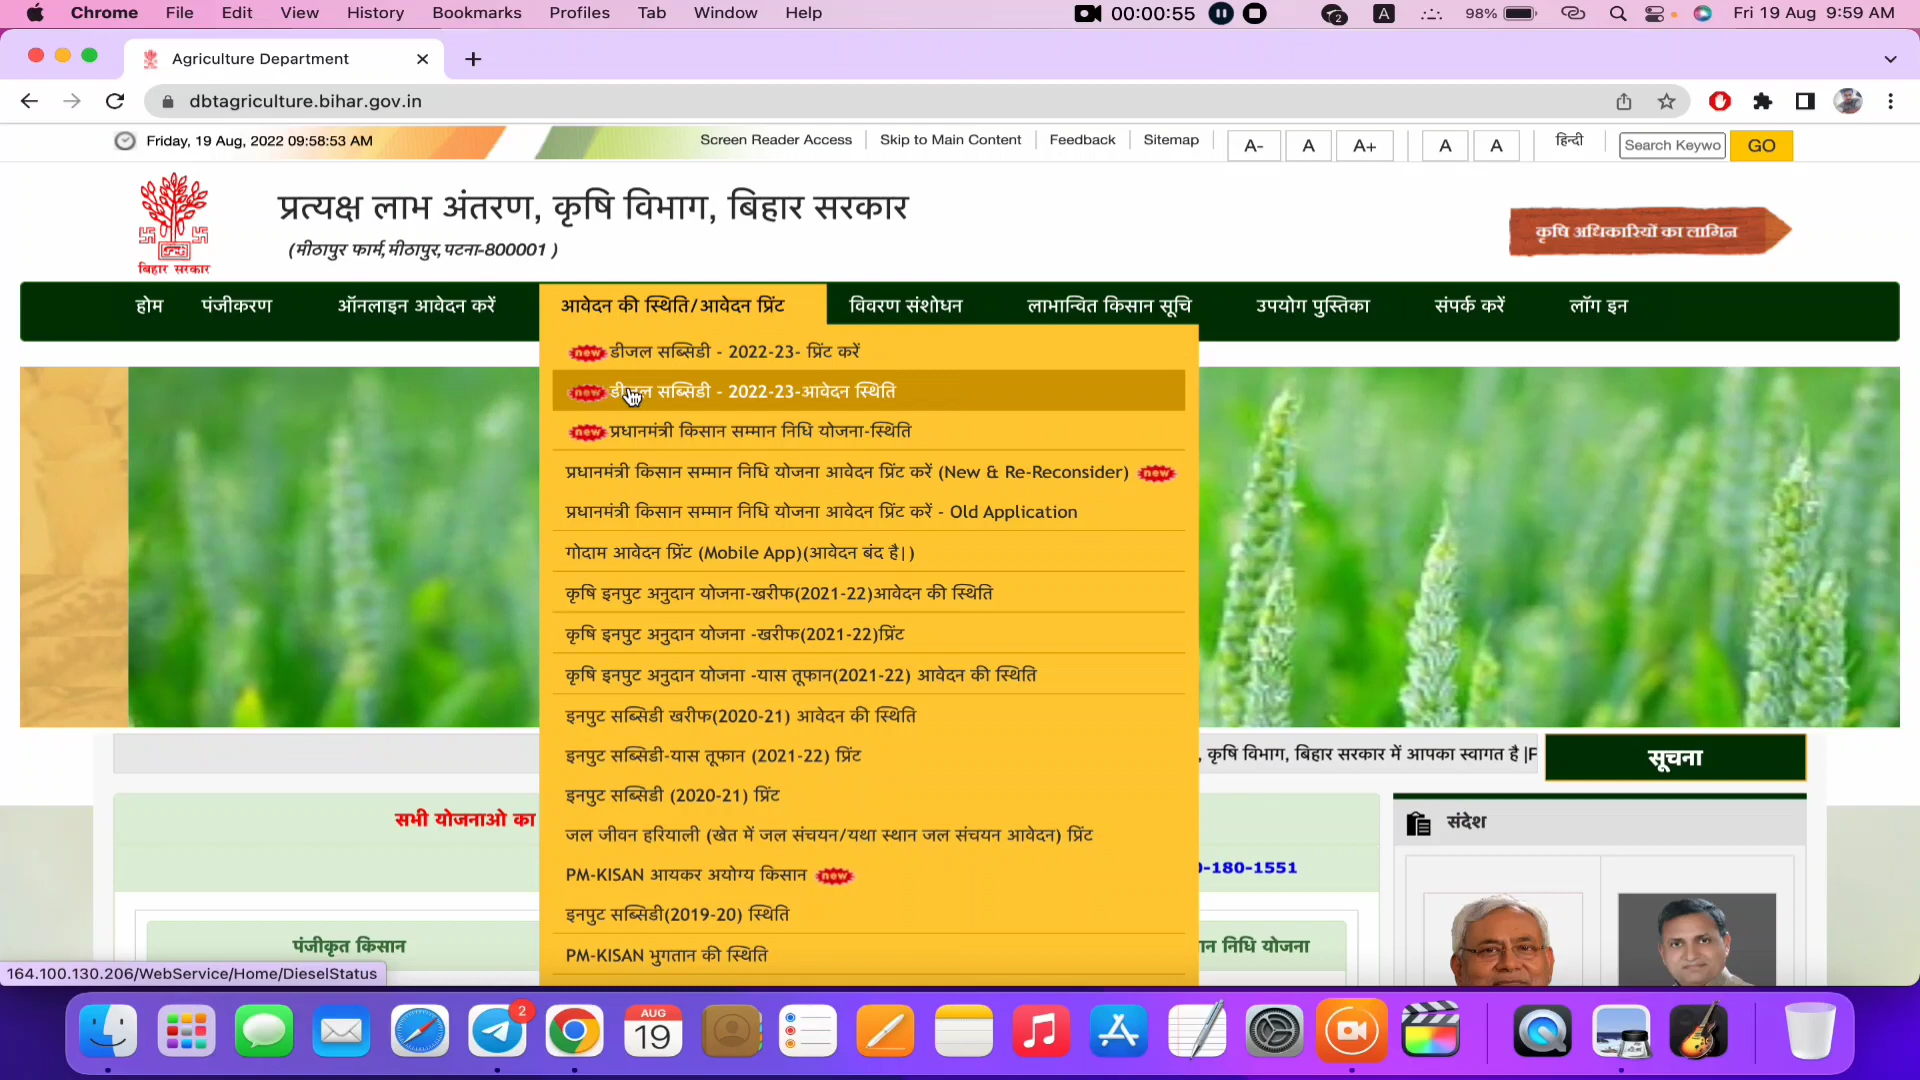 Chrome File Edit View History Bookmarks Profiles Tab Window Help 00:00:55 2 A 98% Fri 19 Aug 9:59 AM
Agriculture Department
dbtagriculture.bihar.gov.in
Friday, 19 Aug, 2022 09:58:53 AM Screen Reader Access Skip to Main Content Feedback Sitemap A- A A+ A A हिन्दी Search Keywo GO
प्रत्यक्ष लाभ अंतरण, कृषि विभाग, बिहार सरकार
(मीठापुर फार्म,मीठापुर,पटना-800001 )
बिहार सरकार
कृषि अधिकारियों का लागिन
होम पंजीकरण ऑनलाइन आवेदन करें आवेदन की स्थिति/आवेदन प्रिंट विवरण संशोधन लाभान्वित किसान सूचि उपयोग पुस्तिका संपर्क करें लॉग इन
new डीजल सब्सिडी - 2022-23- प्रिंट करें
new डीजल सब्सिडी - 2022-23-आवेदन स्थिति
new प्रधानमंत्री किसान सम्मान निधि योजना-स्थिति
प्रधानमंत्री किसान सम्मान निधि योजना आवेदन प्रिंट करें (New & Re-Reconsider) new
प्रधानमंत्री किसान सम्मान निधि योजना आवेदन प्रिंट करें - Old Application
गोदाम आवेदन प्रिंट (Mobile App)(आवेदन बंद है|)
कृषि इनपुट अनुदान योजना-खरीफ(2021-22)आवेदन की स्थिति
कृषि इनपुट अनुदान योजना -खरीफ(2021-22)प्रिंट
कृषि इनपुट अनुदान योजना -यास तूफान(2021-22) आवेदन की स्थिति
इनपुट सब्सिडी खरीफ(2020-21) आवेदन की स्थिति
इनपुट सब्सिडी-यास तूफान (2021-22) प्रिंट
इनपुट सब्सिडी (2020-21) प्रिंट
जल जीवन हरियाली (खेत में जल संचयन/यथा स्थान जल संचयन आवेदन) प्रिंट
PM-KISAN आयकर अयोग्य किसान new
इनपुट सब्सिडी(2019-20) स्थिति
PM-KISAN भुगतान की स्थिति
, कृषि विभाग, बिहार सरकार में आपका स्वागत है |F
सूचना
सभी योजनाओ का
संदेश
-180-1551
पंजीकृत किसान
न निधि योजना
164.100.130.206/WebService/Home/DieselStatus
2
AUG
19